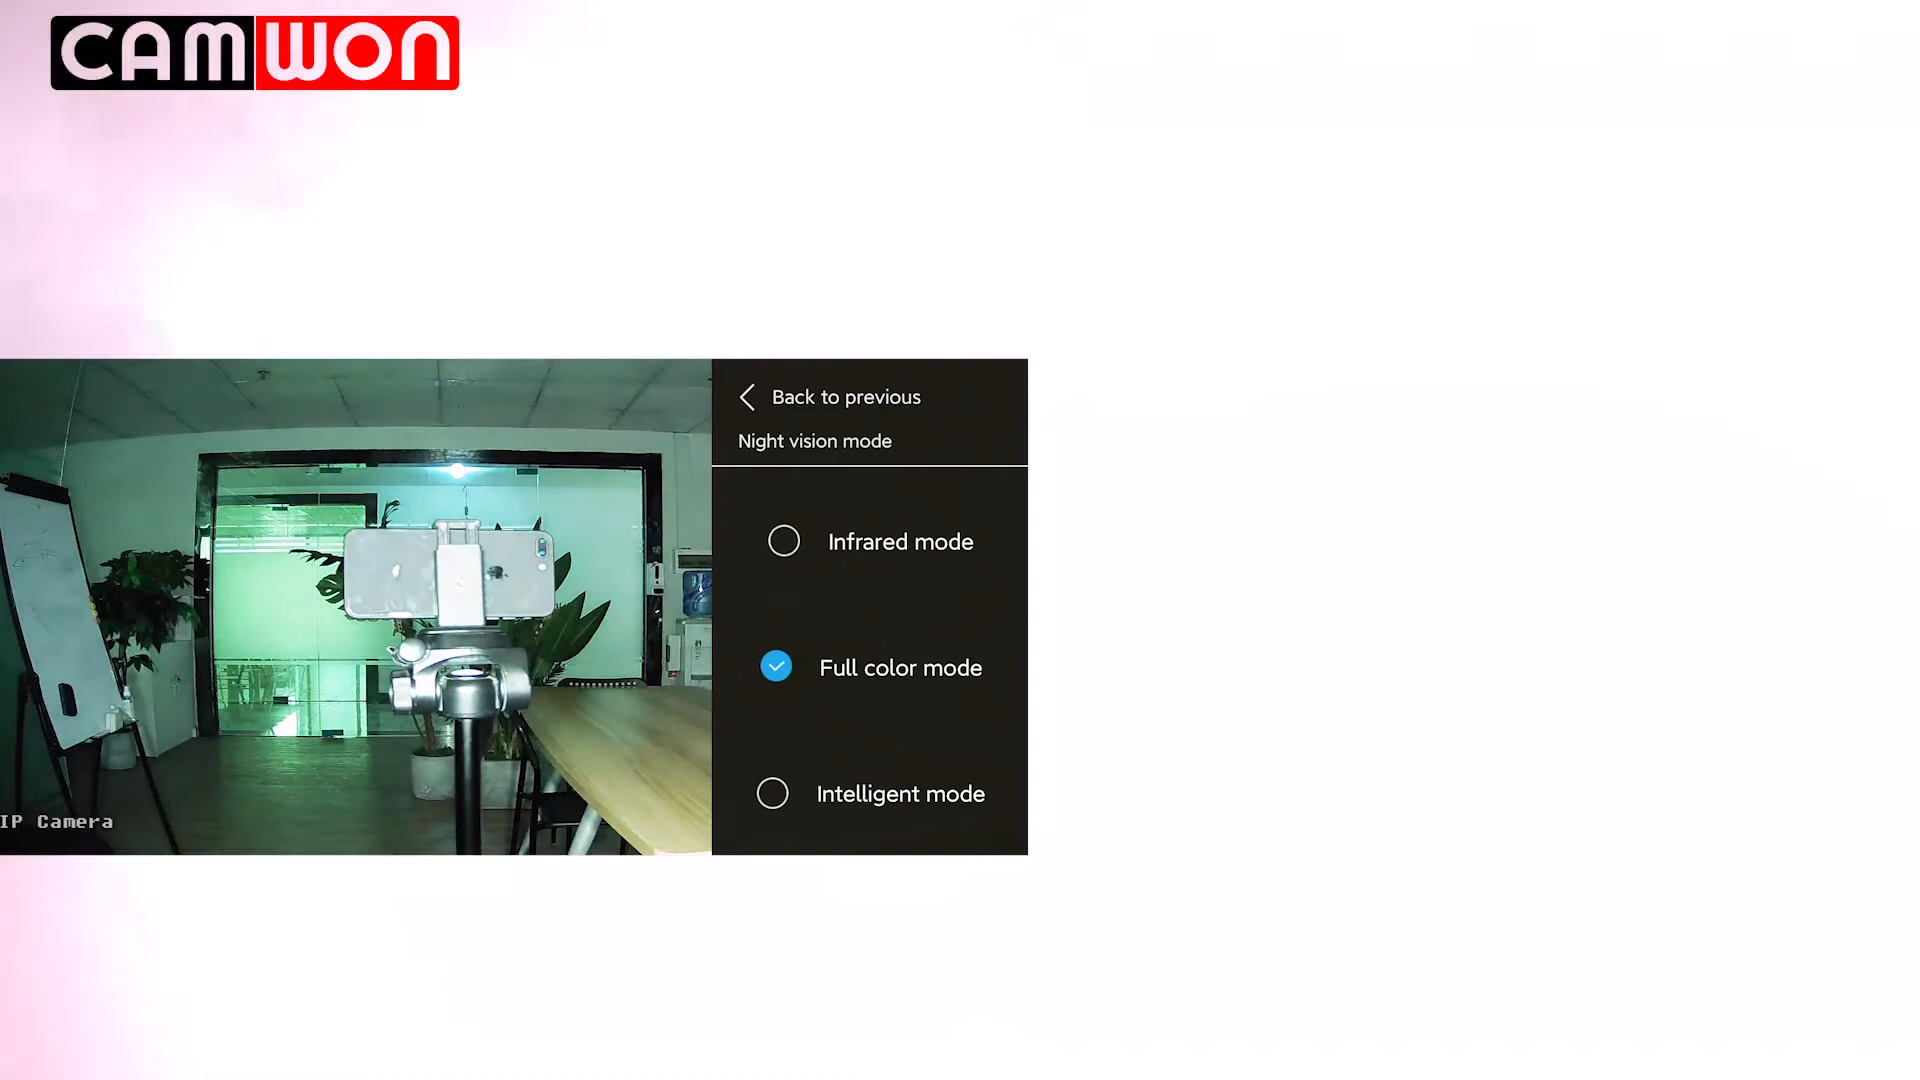 CAMWON
Back to previous
Night vision mode
Infrared mode
Full color mode
Intelligent mode
IP Camera